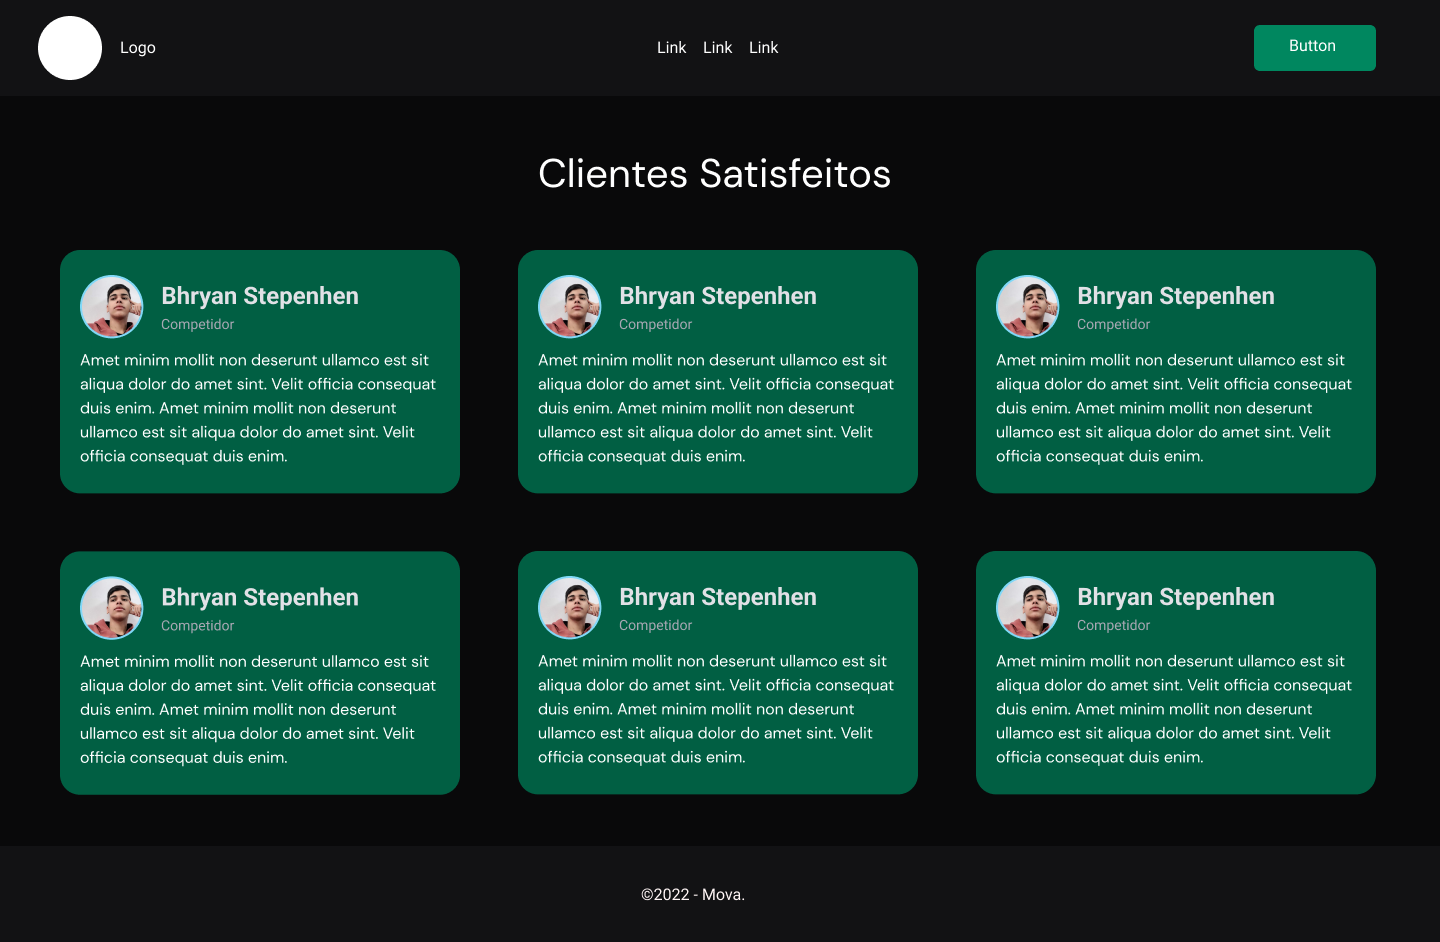 Logo
Link Link Link
Button
Clientes Satisfeitos
Bhryan Stepenhen
Competidor
Amet minim mollit non deserunt ullamco est sit
aliqua dolor do amet sint. Velit officia consequat
duis enim. Amet minim mollit non deserunt
ullamco est sit aliqua dolor do amet sint. Velit
officia consequat duis enim.
Bhryan Stepenhen
Competidor
Amet minim mollit non deserunt ullamco est sit
aliqua dolor do amet sint. Velit officia consequat
duis enim. Amet minim mollit non deserunt
ullamco est sit aliqua dolor do amet sint. Velit
officia consequat duis enim.
Bhryan Stepenhen
Competidor
Amet minim mollit non deserunt ullamco est sit
aliqua dolor do amet sint. Velit officia consequat
duis enim. Amet minim mollit non deserunt
ullamco est sit aliqua dolor do amet sint. Velit
officia consequat duis enim.
Bhryan Stepenhen
Competidor
Amet minim mollit non deserunt ullamco est sit
aliqua dolor do amet sint. Velit officia consequat
duis enim. Amet minim mollit non deserunt
ullamco est sit aliqua dolor do amet sint. Velit
officia consequat duis enim.
Bhryan Stepenhen
Competidor
Amet minim mollit non deserunt ullamco est sit
aliqua dolor do amet sint. Velit officia consequat
duis enim. Amet minim mollit non deserunt
ullamco est sit aliqua dolor do amet sint. Velit
officia consequat duis enim.
Bhryan Stepenhen
Competidor
Amet minim mollit non deserunt ullamco est sit
aliqua dolor do amet sint. Velit officia consequat
duis enim. Amet minim mollit non deserunt
ullamco est sit aliqua dolor do amet sint. Velit
officia consequat duis enim.
©2022 - Mova.